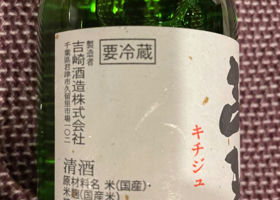 要冷蔵
製造者
吉崎酒造株式会社
千葉県君津市久留里市場一〇二
キチジュ
清酒
原材料名 米(国産)
米麹(国産米)